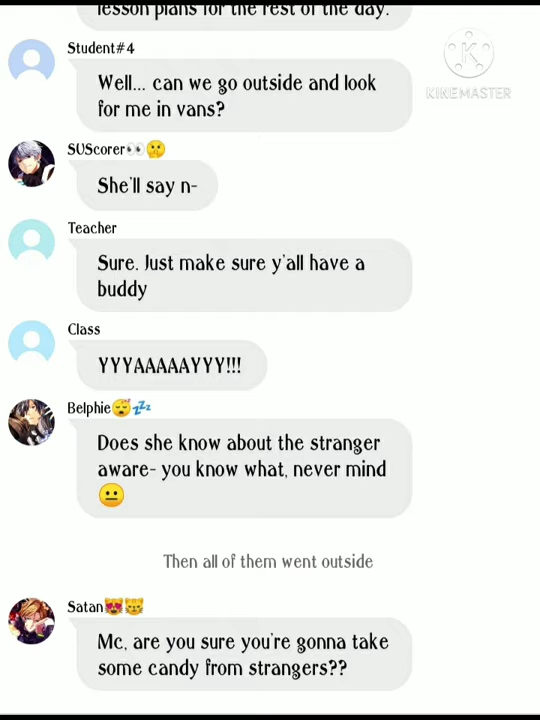 lesson plans for the rest of the day.
Student#4
Well... can we go outside and look
for me in vans?
KINEMASTER
SUScorer👀🤫
She'll say n-
Teacher
Sure. Just make sure y'all have a
buddy
Class
YYYAAAAAYYY!!!
Belphie😴💤
Does she know about the stranger
aware- you know what, never mind
😐
Then all of them went outside
Satan😻😼
Mc, are you sure you're gonna take
some candy from strangers??